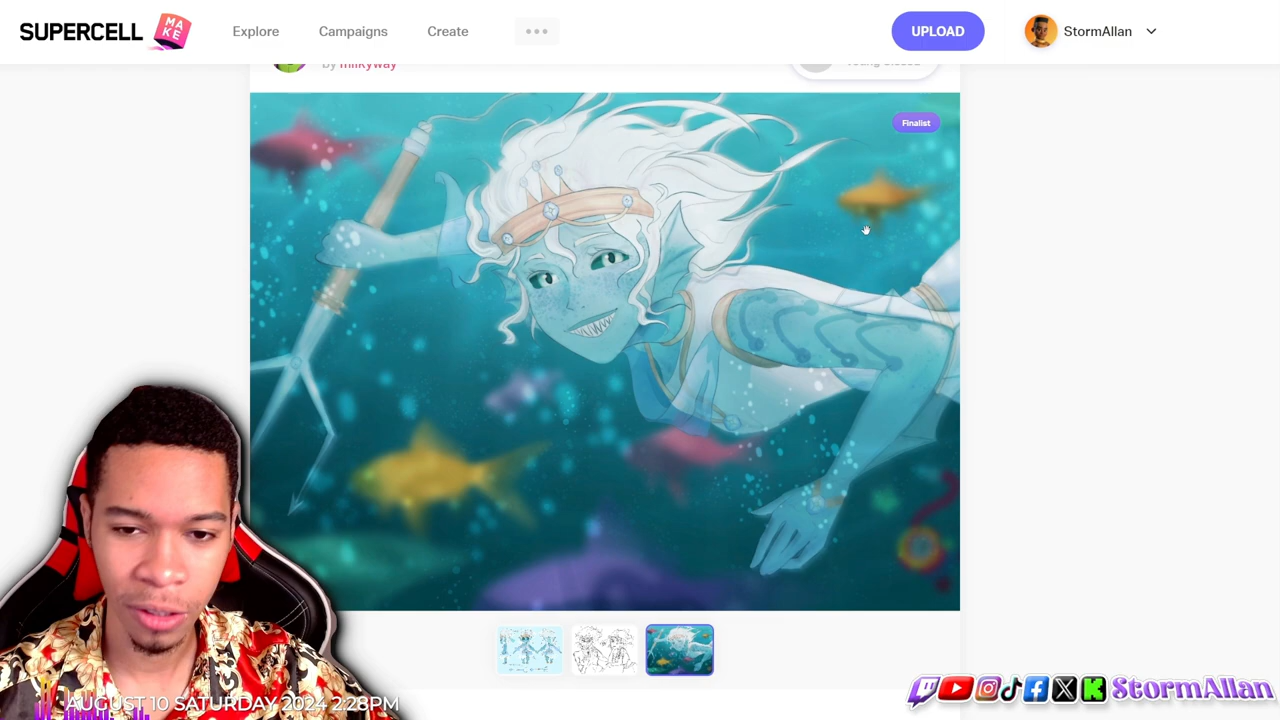 SUPERCELL MAKE Explore Campaigns Create UPLOAD StormAllan
By milkyway
Finalist
AUGUST 10 SATURDAY 2024 2:28PM
StormAllan